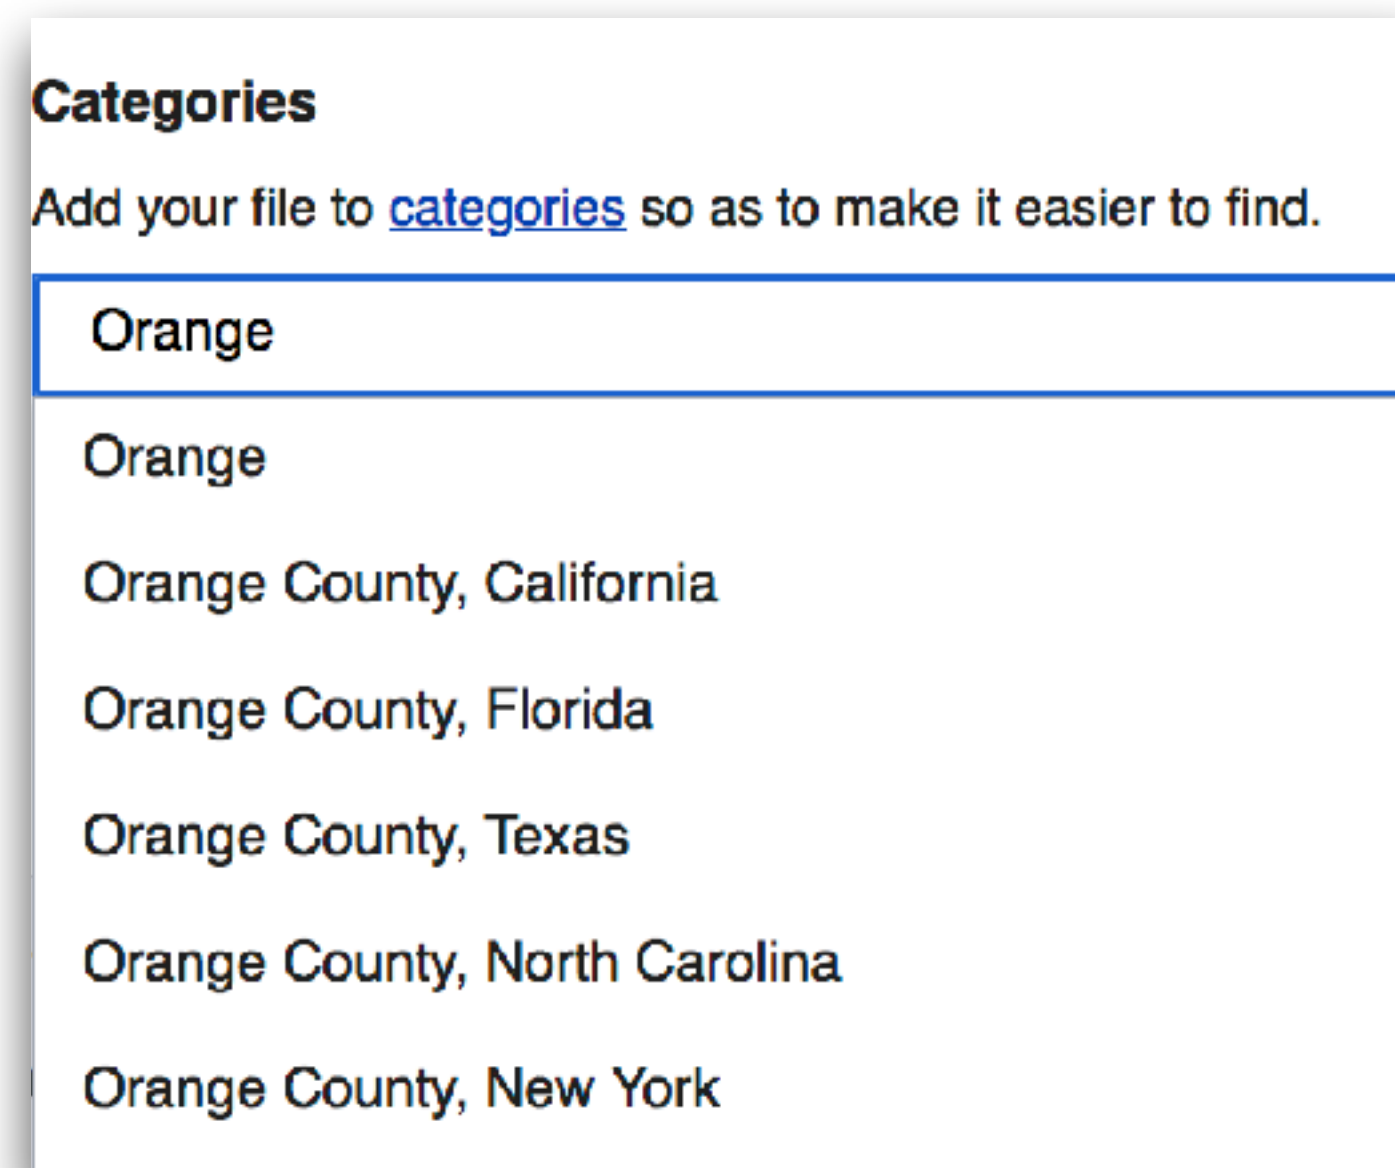 Categories
Add your file to categories so as to make it easier to find.
Orange
Orange
Orange County, California
Orange County, Florida
Orange County, Texas
Orange County, North Carolina
Orange County, New York